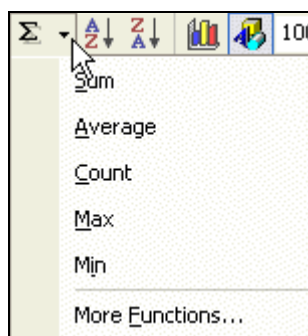 Σ A Z Z A 100
Sum
Average
Count
Max
Min
More Functions...